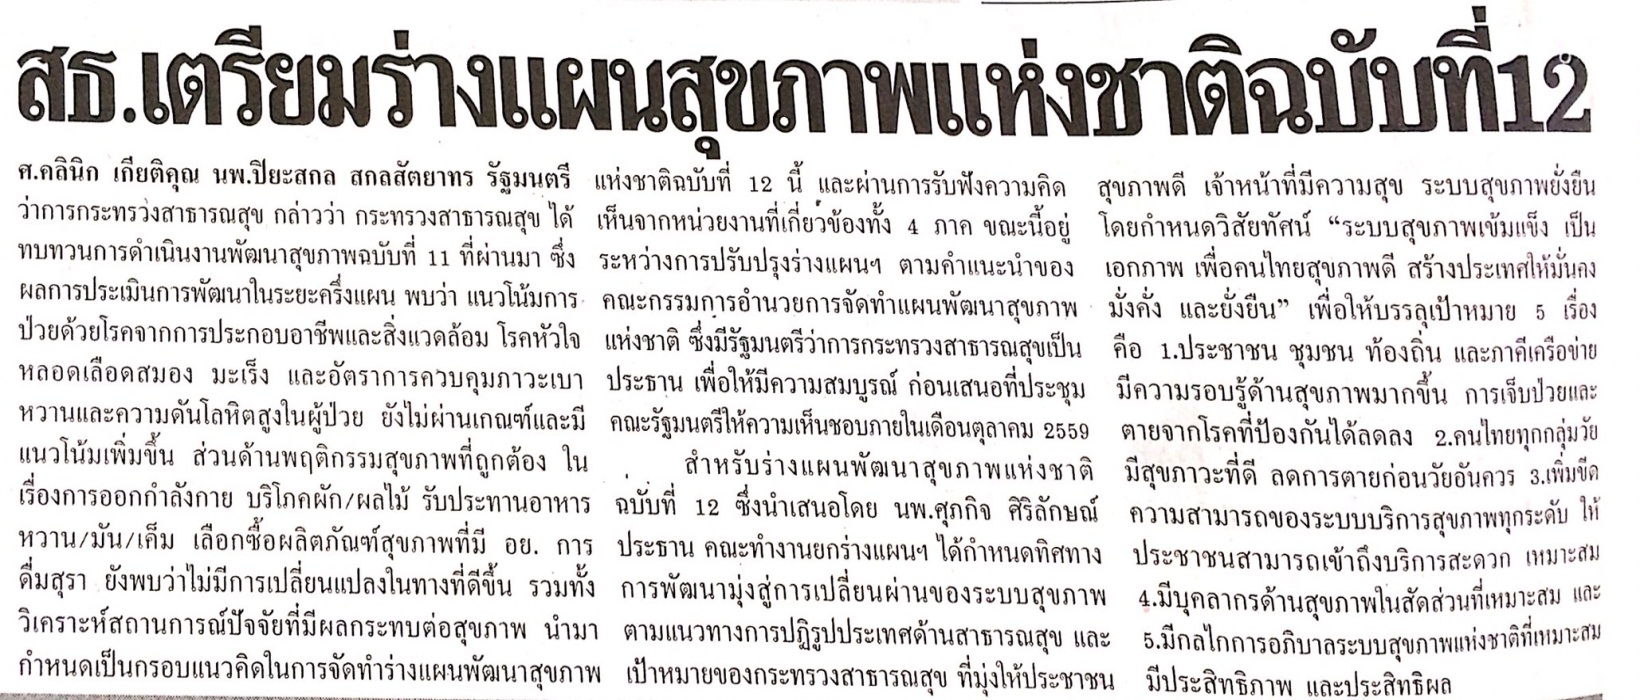 สธ.เตรียมร่างแผนสุขภาพแห่งชาติฉบับที่12
ศ.คลินิก เกียติคุณ นพ.ปิยะสกล สกลสัตยาทร รัฐมนตรี
ว่าการกระทรวงสาธารณสุข กล่าวว่า กระทรวงสาธารณสุข ได้
ทบทวนการดำเนินงานพัฒนาสุขภาพฉบับที่ 11 ที่ผ่านมา ซึ่ง
ผลการประเมินการพัฒนาในระยะครึ่งแผน พบว่า แนวโน้มการ
ป่วยด้วยโรคจากการประกอบอาชีพและสิ่งแวดล้อม โรคหัวใจ
หลอดเลือดสมอง มะเร็ง และอัตราการควบคุมภาวะเบา
หวานและความดันโลหิตสูงในผู้ป่วย ยังไม่ผ่านเกณฑ์และมี
แนวโน้มเพิ่มขึ้น ส่วนด้านพฤติกรรมสุขภาพที่ถูกต้อง ใน
เรื่องการออกกำลังกาย บริโภคผัก/ผลไม้ รับประทานอาหาร
หวาน/มัน/เค็ม เลือกซื้อผลิตภัณฑ์สุขภาพที่มี อย. การ
ดื่มสุรา ยังพบว่าไม่มีการเปลี่ยนแปลงในทางที่ดีขึ้น รวมทั้ง
วิเคราะห์สถานการณ์ปัจจัยที่มีผลกระทบต่อสุขภาพ นำมา
กำหนดเป็นกรอบแนวคิดในการจัดทำร่างแผนพัฒนาสุขภาพ
แห่งชาติฉบับที่ 12 นี้ และผ่านการรับฟังความคิด
เห็นจากหน่วยงานที่เกี่ยวข้องทั้ง 4 ภาค ขณะนี้อยู่
ระหว่างการปรับปรุงร่างแผนฯ ตามคำแนะนำของ
คณะกรรมการอำนวยการจัดทำแผนพัฒนาสุขภาพ
แห่งชาติ ซึ่งมีรัฐมนตรีว่าการกระทรวงสาธารณสุขเป็น
ประธาน เพื่อให้มีความสมบูรณ์ ก่อนเสนอที่ประชุม
คณะรัฐมนตรีให้ความเห็นชอบภายในเดือนตุลาคม 2559
สำหรับร่างแผนพัฒนาสุขภาพแห่งชาติ
ฉบับที่ 12 ซึ่งนำเสนอโดย นพ.ศุภกิจ ศิริลักษณ์
ประธาน คณะทำงานยกร่างแผนฯ ได้กำหนดทิศทาง
การพัฒนามุ่งสู่การเปลี่ยนผ่านของระบบสุขภาพ
ตามแนวทางการปฏิรูปประเทศด้านสาธารณสุข และ
เป้าหมายของกระทรวงสาธารณสุข ที่มุ่งให้ประชาชน
สุขภาพดี เจ้าหน้าที่มีความสุข ระบบสุขภาพยั่งยืน
โดยกำหนดวิสัยทัศน์ “ระบบสุขภาพเข้มแข็ง เป็น
เอกภาพ เพื่อคนไทยสุขภาพดี สร้างประเทศให้มั่นคง
มั่งคั่ง และยั่งยืน” เพื่อให้บรรลุเป้าหมาย 5 เรื่อง
คือ 1.ประชาชน ชุมชน ท้องถิ่น และภาคีเครือข่าย
มีความรอบรู้ด้านสุขภาพมากขึ้น การเจ็บป่วยและ
ตายจากโรคที่ป้องกันได้ลดลง 2.คนไทยทุกกลุ่มวัย
มีสุขภาวะที่ดี ลดการตายก่อนวัยอันควร 3.เพิ่มขีด
ความสามารถของระบบบริการสุขภาพทุกระดับ ให้
ประชาชนสามารถเข้าถึงบริการสะดวก เหมาะสม
4.มีบุคลากรด้านสุขภาพในสัดส่วนที่เหมาะสม และ
5.มีกลไกการอภิบาลระบบสุขภาพแห่งชาติที่เหมาะสม
มีประสิทธิภาพ และประสิทธิผล